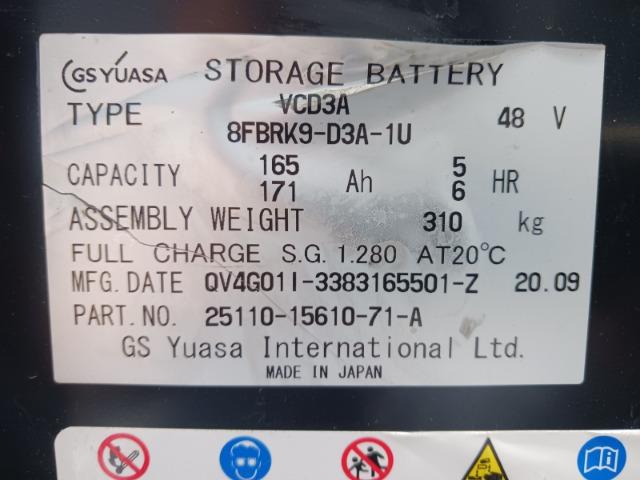 GS YUASA STORAGE BATTERY
TYPE VCD3A 48 V
8FBRK9-D3A-1U
CAPACITY 165 Ah 5 HR
171 6
ASSEMBLY WEIGHT 310 kg
FULL CHARGE S.G. 1.280 AT20℃
MFG. DATE QV4G01I-3383165501-Z 20.09
PART. NO. 25110-15610-71-A
GS Yuasa International Ltd.
MADE IN JAPAN